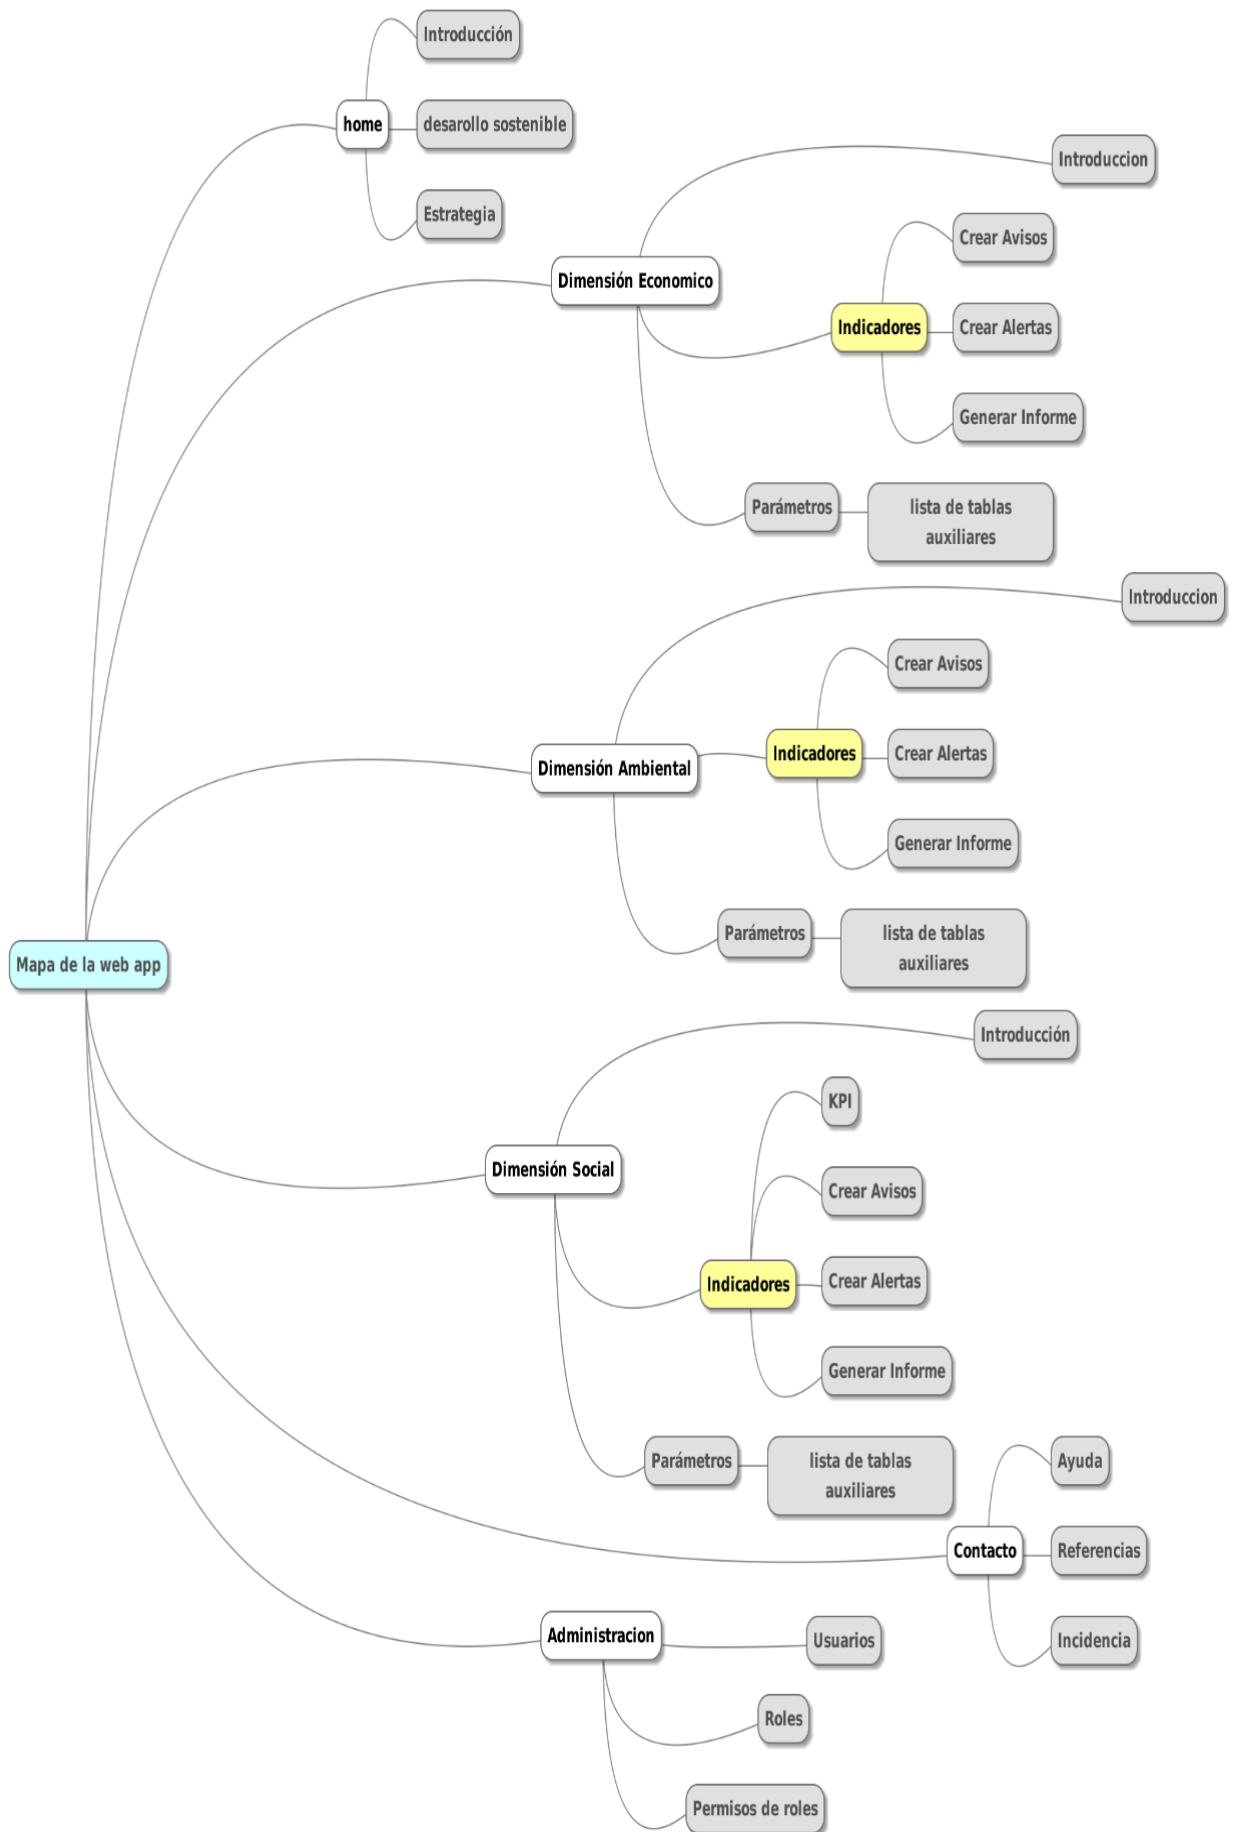 Introducción
home
desarollo sostenible
Estrategia
Introduccion
Dimensión Economico
Crear Avisos
Indicadores
Crear Alertas
Generar Informe
Parámetros
lista de tablas
auxiliares
Introduccion
Dimensión Ambiental
Crear Avisos
Indicadores
Crear Alertas
Generar Informe
Parámetros
lista de tablas
auxiliares
Mapa de la web app
Introducción
Dimensión Social
KPI
Crear Avisos
Indicadores
Crear Alertas
Generar Informe
Parámetros
lista de tablas
auxiliares
Ayuda
Contacto
Referencias
Incidencia
Administracion
Usuarios
Roles
Permisos de roles